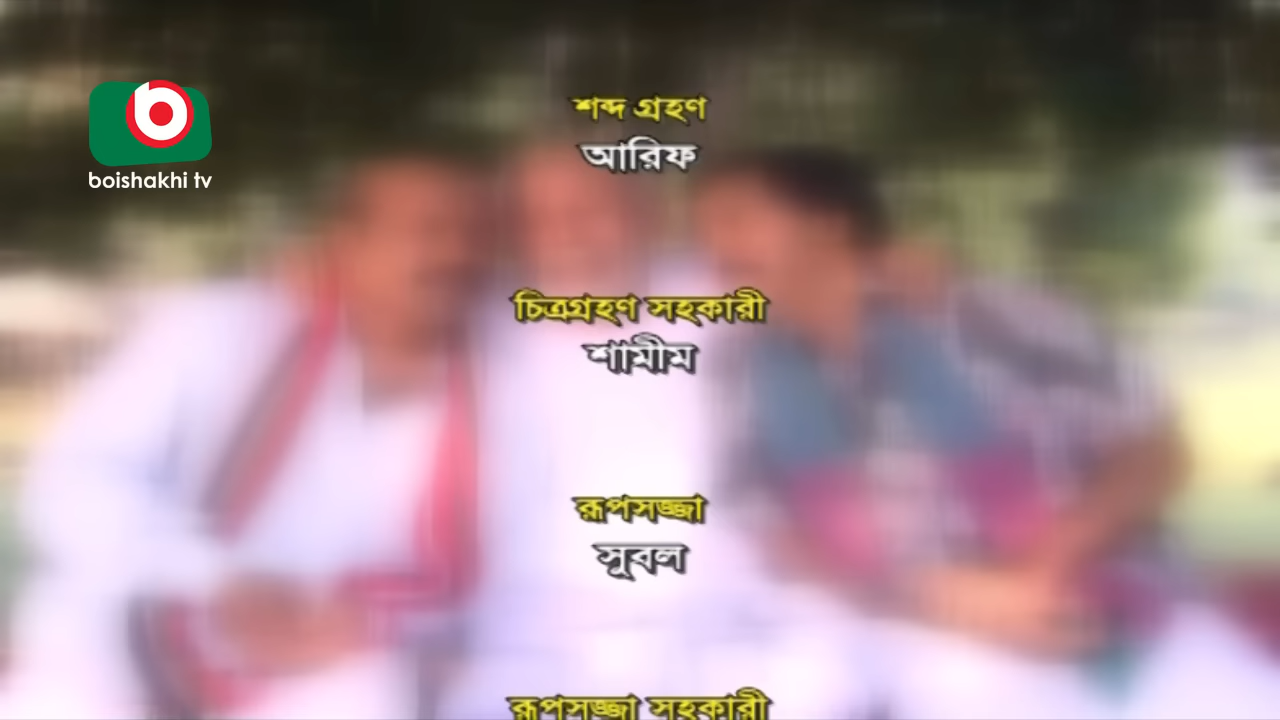 boishakhi tv
শব্দ গ্রহণ
আরিফ
চিত্রগ্রহণ সহকারী
শামীম
রূপসজ্জা
সুবল
রূপসজ্জা সহকারী